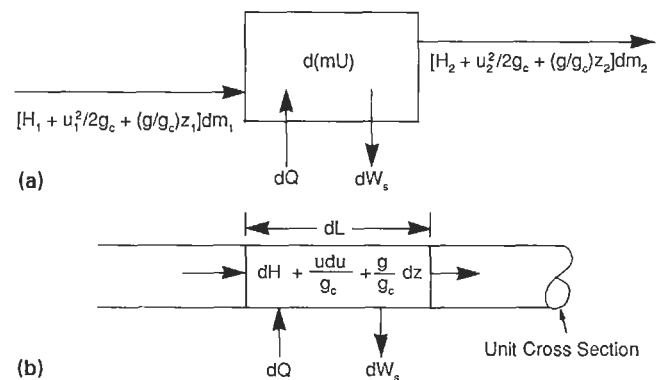 d(mU)
[H₂ + u₂²/2g꜀ + (g/g꜀)z₂]dm₂
[H₁ + u₁²/2g꜀ + (g/g꜀)z₁]dm₁
(a)
dQ
dWₛ
dL
dH + udu/g꜀ + g/g꜀ dz
Unit Cross Section
(b)
dQ
dWₛ